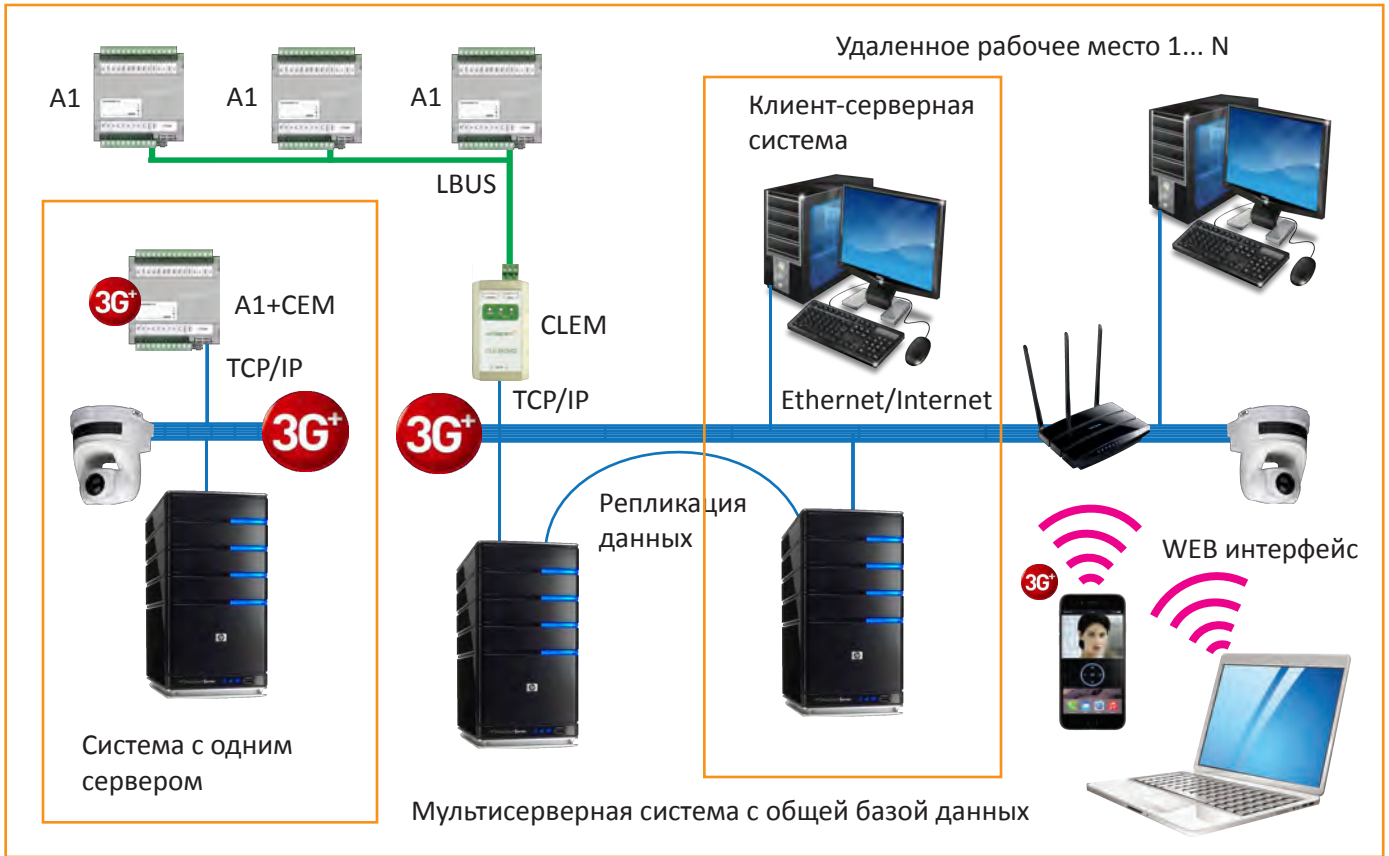 Удаленное рабочее место 1... N
A1
A1
A1
Клиент-серверная
система
LBUS
3G+
A1+CEM
CLEM
TCP/IP
TCP/IP
Ethernet/Internet
3G+
3G+
Репликация
данных
WEB интерфейс
3G+
Система с одним
сервером
Мультисерверная система с общей базой данных